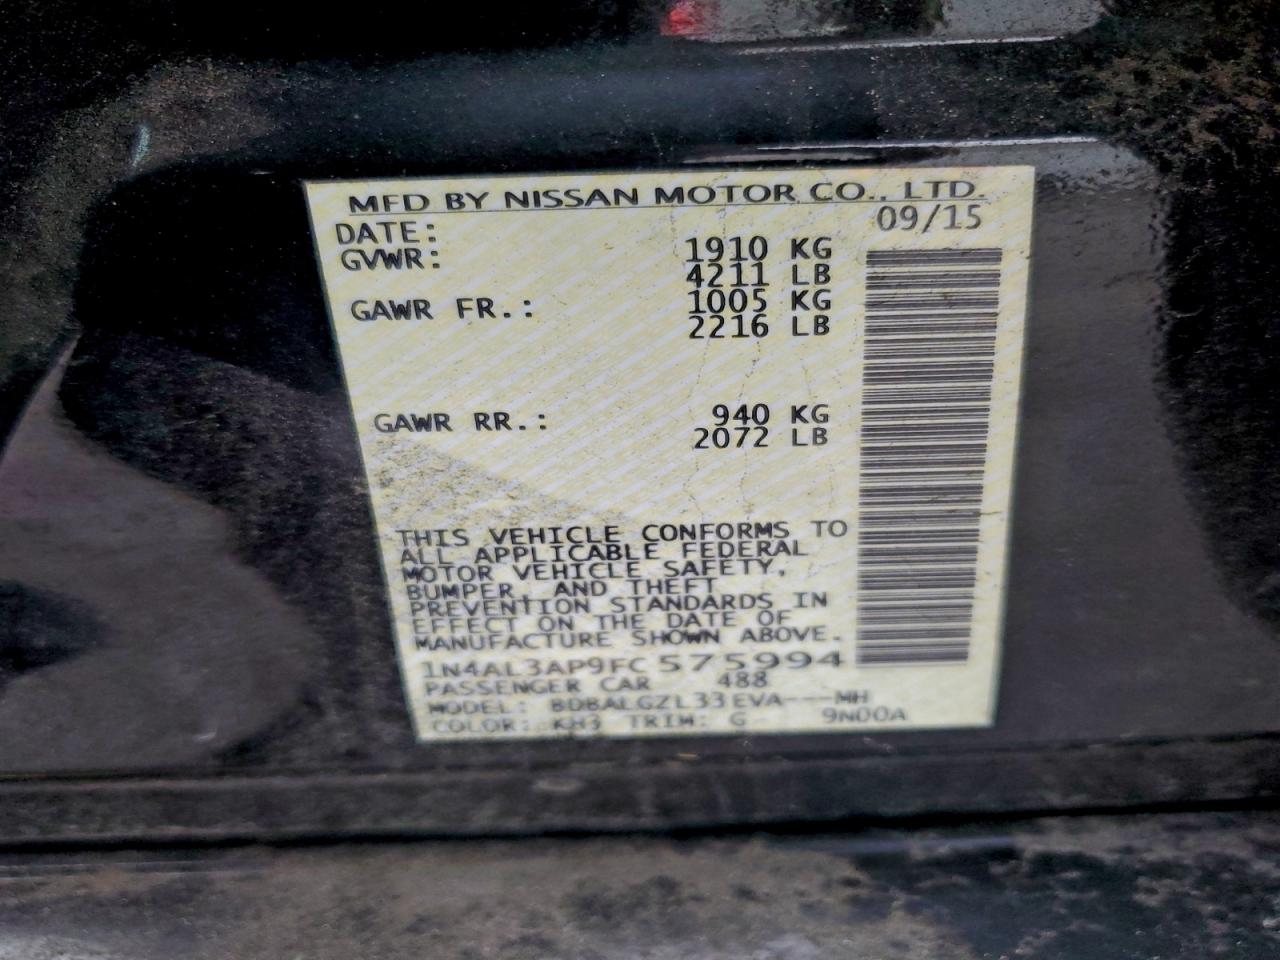 MFD BY NISSAN MOTOR CO., LTD.
DATE: 09/15
GVWR: 1910 KG
4211 LB
GAWR FR.: 1005 KG
2216 LB
GAWR RR.: 940 KG
2072 LB
THIS VEHICLE CONFORMS TO
ALL APPLICABLE FEDERAL
MOTOR VEHICLE SAFETY,
BUMPER, AND THEFT
PREVENTION STANDARDS IN
EFFECT ON THE DATE OF
MANUFACTURE SHOWN ABOVE.
1N4AL3AP9FC575994
PASSENGER CAR 488
MODEL: BDBALGZL33EVA---MH
COLOR: KH3 TRIM: G 9N00A